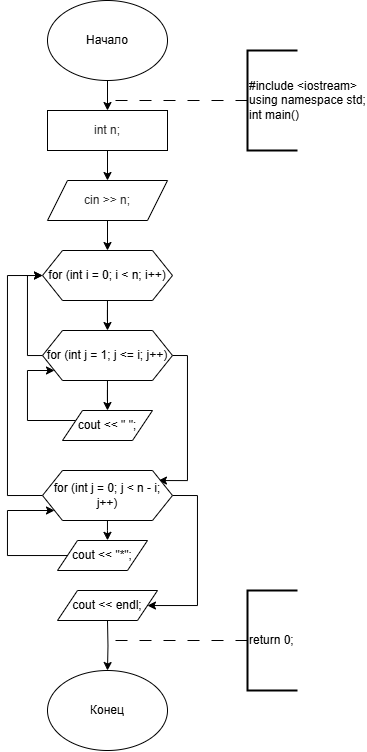 Начало
#include <iostream>
using namespace std;
int main()
int n;
cin >> n;
for (int i = 0; i < n; i++)
for (int j = 1; j <= i; j++)
cout << " ";
for (int j = 0; j < n - i;
j++)
cout << "*";
cout << endl;
return 0;
Конец